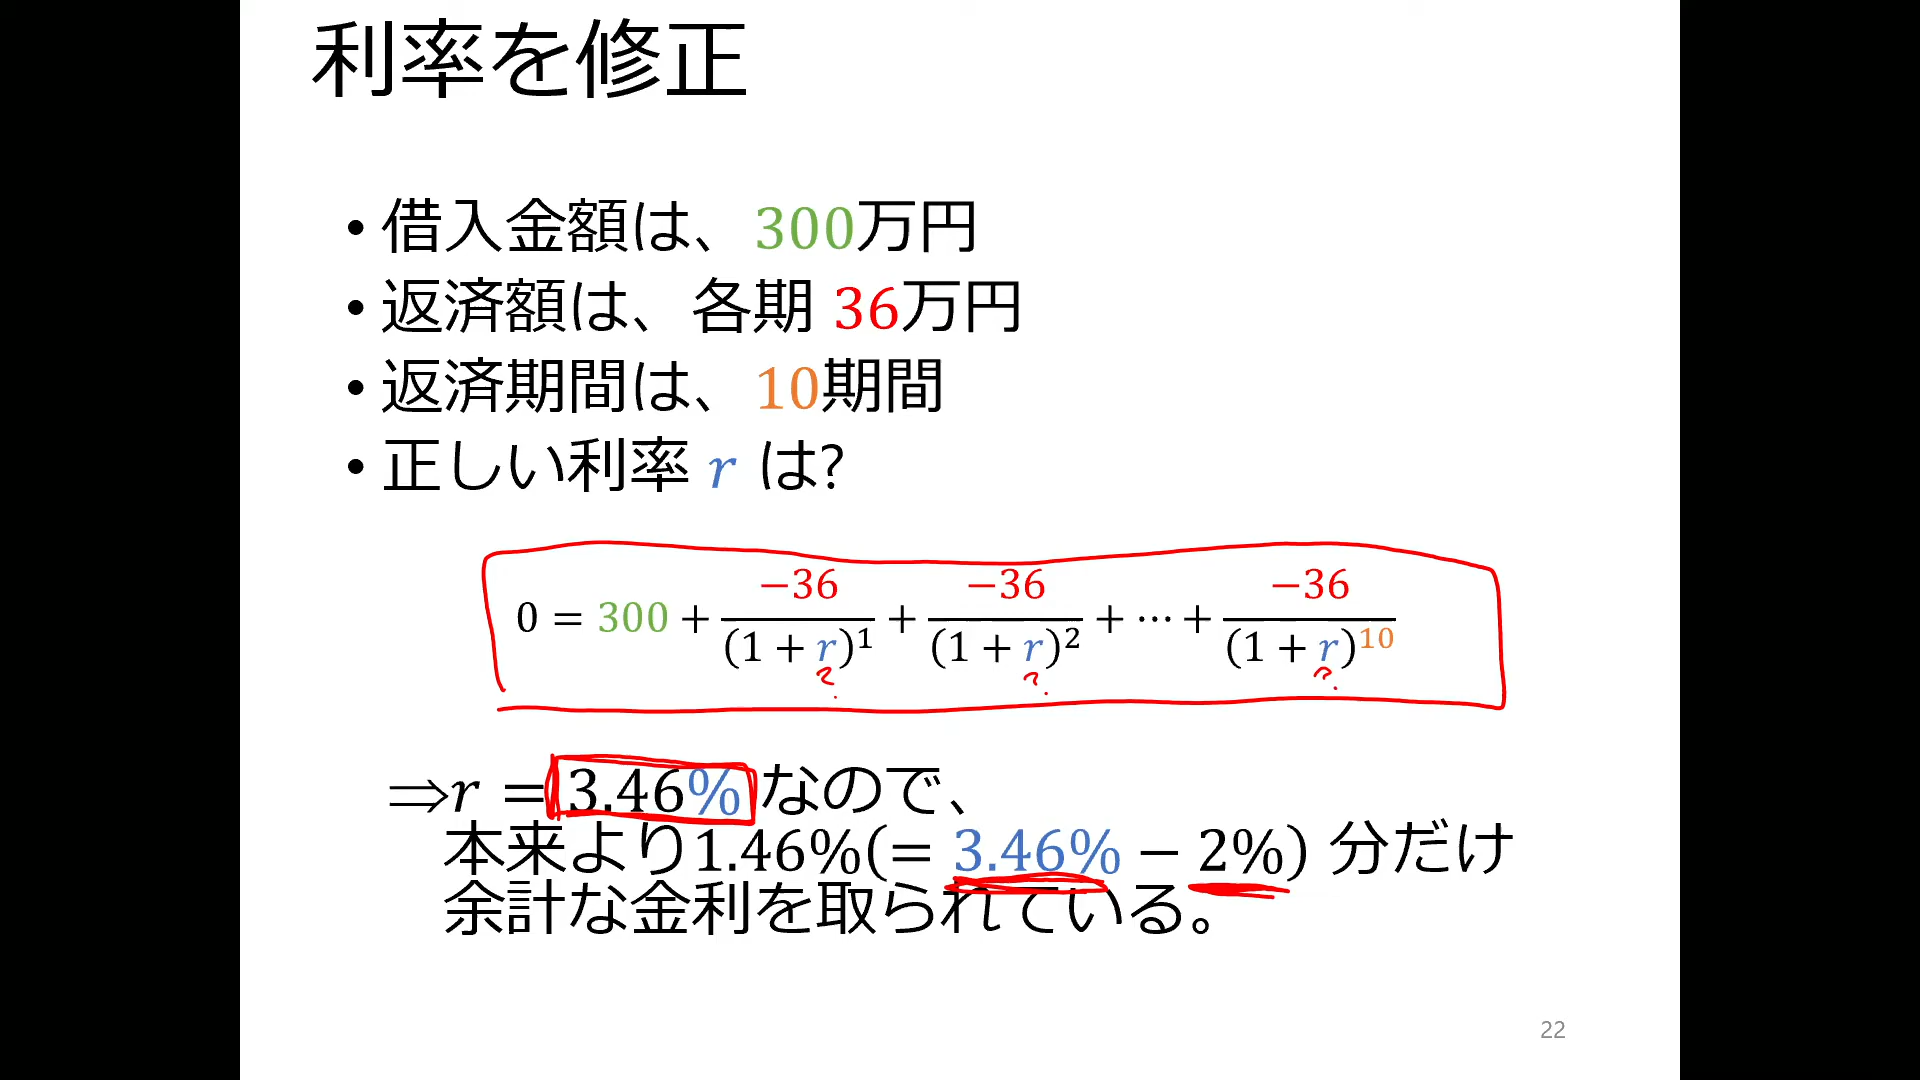 利率を修正
• 借入金額は、300万円
• 返済額は、各期 36万円
• 返済期間は、10期間
• 正しい利率 r は?
0 = 300 + −36/(1 + r)^1 + −36/(1 + r)^2 + ⋯ + −36/(1 + r)^10
? ? ?
⇒r = 3.46% なので、
本来より1.46%(= 3.46% − 2%) 分だけ
余計な金利を取られている。
22